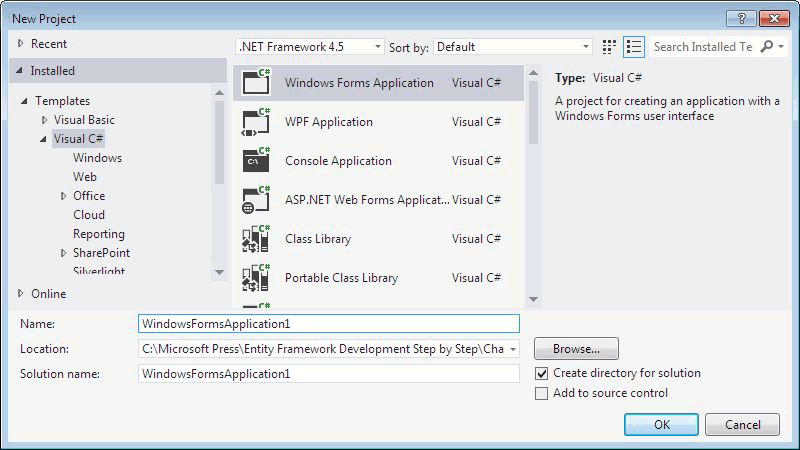 New Project
Recent
.NET Framework 4.5 Sort by: Default Search Installed Te
Installed
Templates
Visual Basic
Visual C#
Windows
Web
Office
Cloud
Reporting
SharePoint
Silverlight
Online
C# Windows Forms Application Visual C#
C# WPF Application Visual C#
C# C:\ Console Application Visual C#
C# ASP.NET Web Forms Applicat... Visual C#
C# Class Library Visual C#
C# Portable Class Library Visual C#
C#
Type: Visual C#
A project for creating an application with a
Windows Forms user interface
Name: WindowsFormsApplication1
Location: C:\Microsoft Press\Entity Framework Development Step by Step\Cha Browse...
Solution name: WindowsFormsApplication1
Create directory for solution
Add to source control
OK Cancel